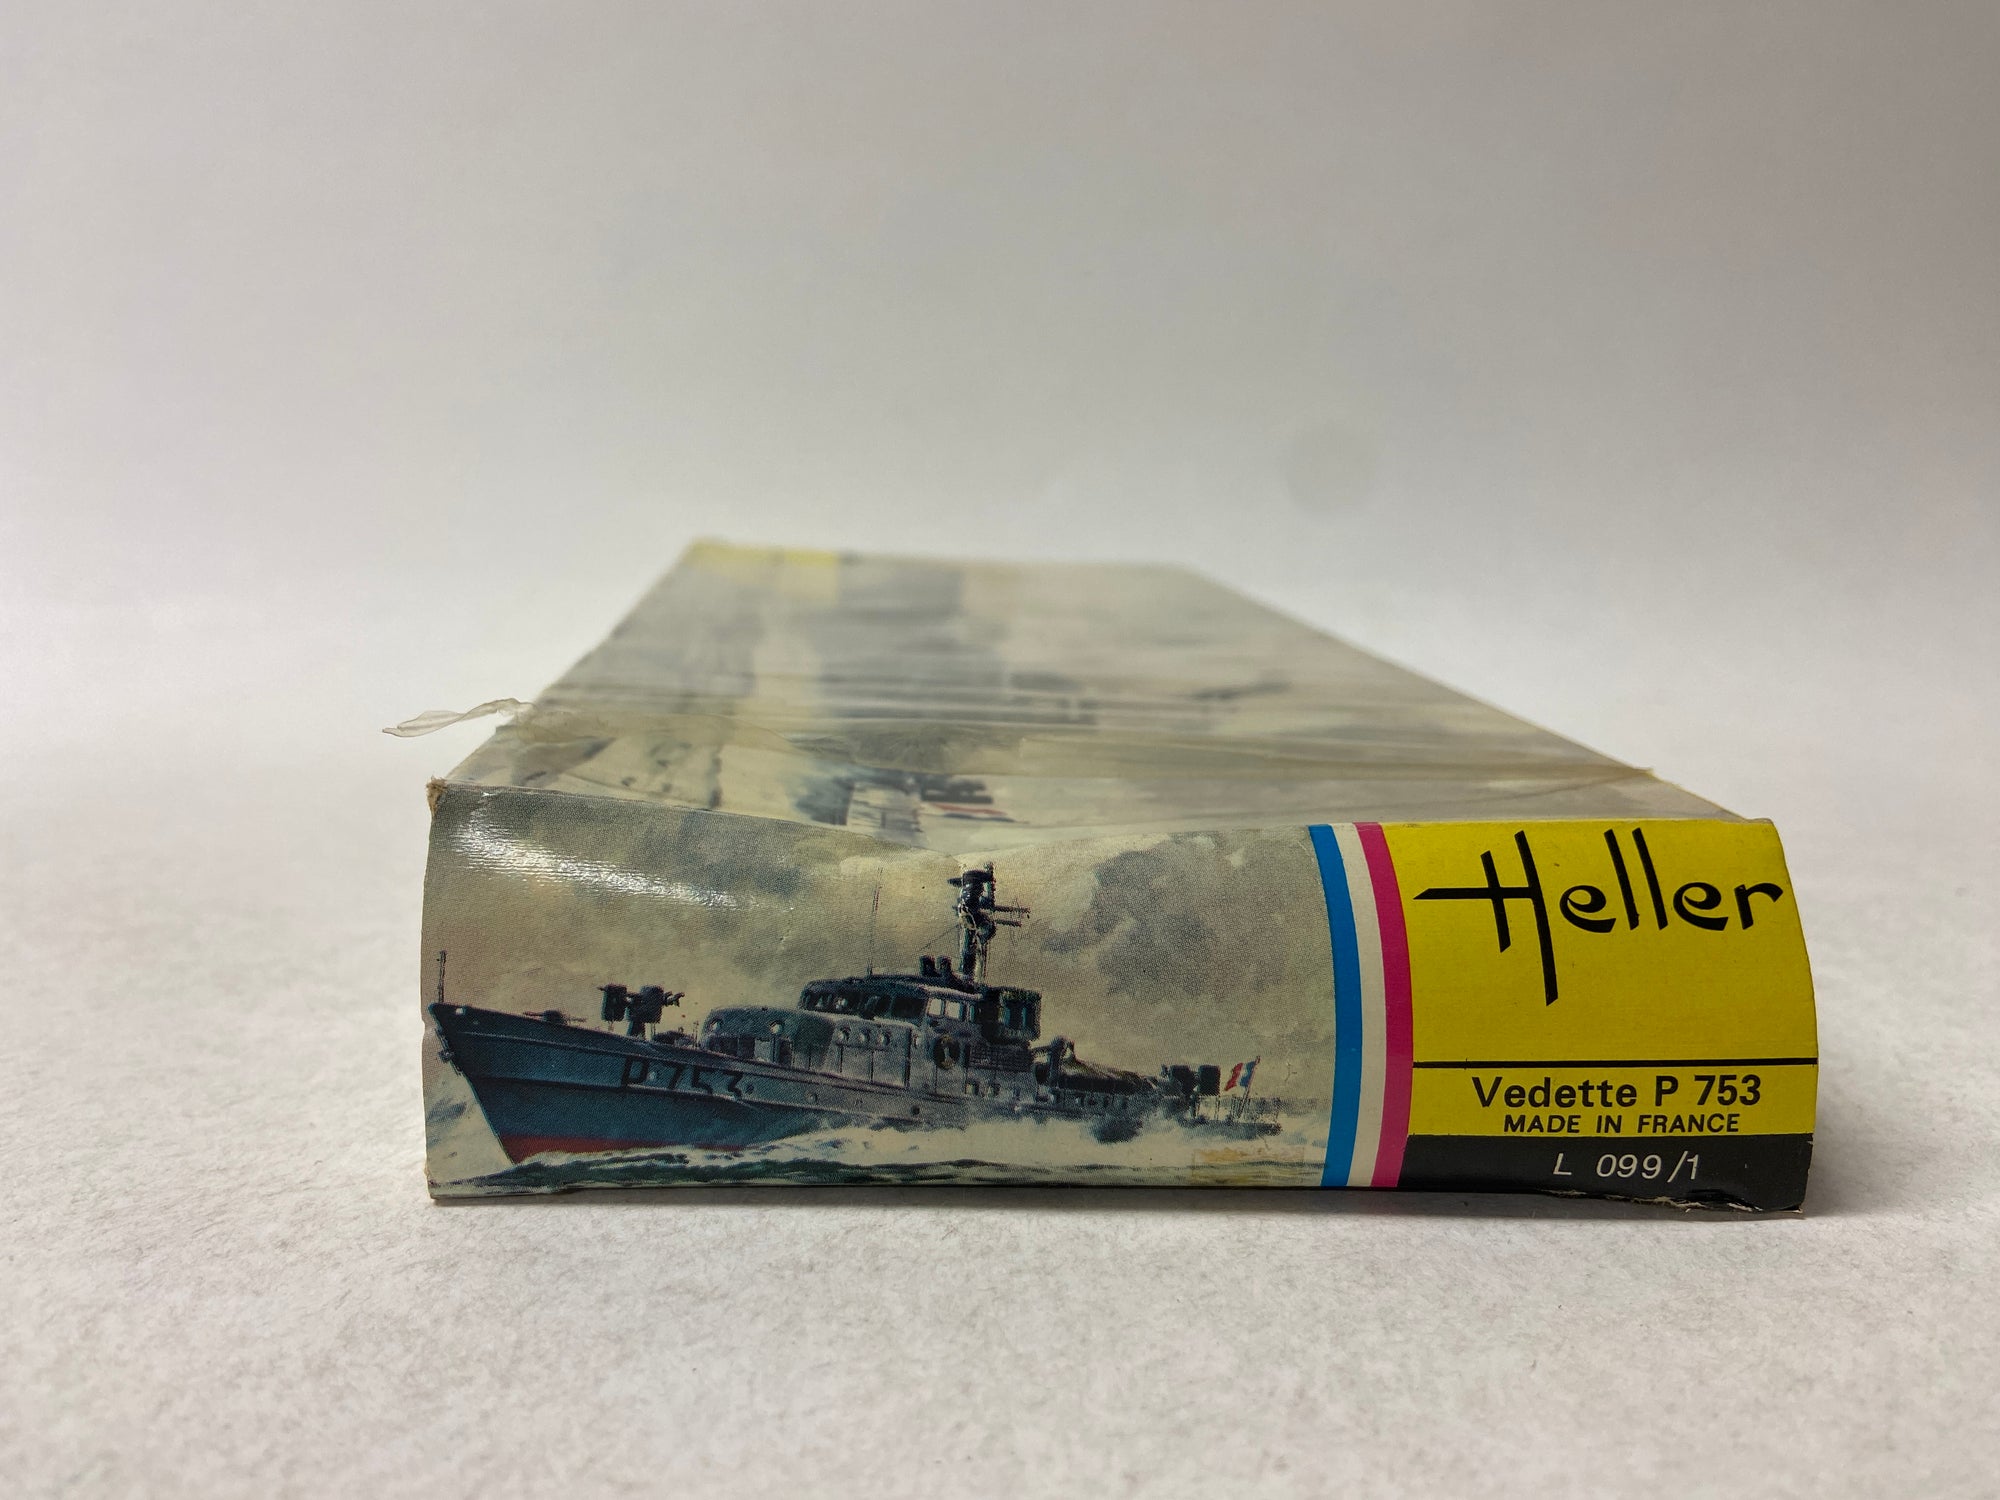 P 753
Heller
Vedette P 753
MADE IN FRANCE
L 099/1